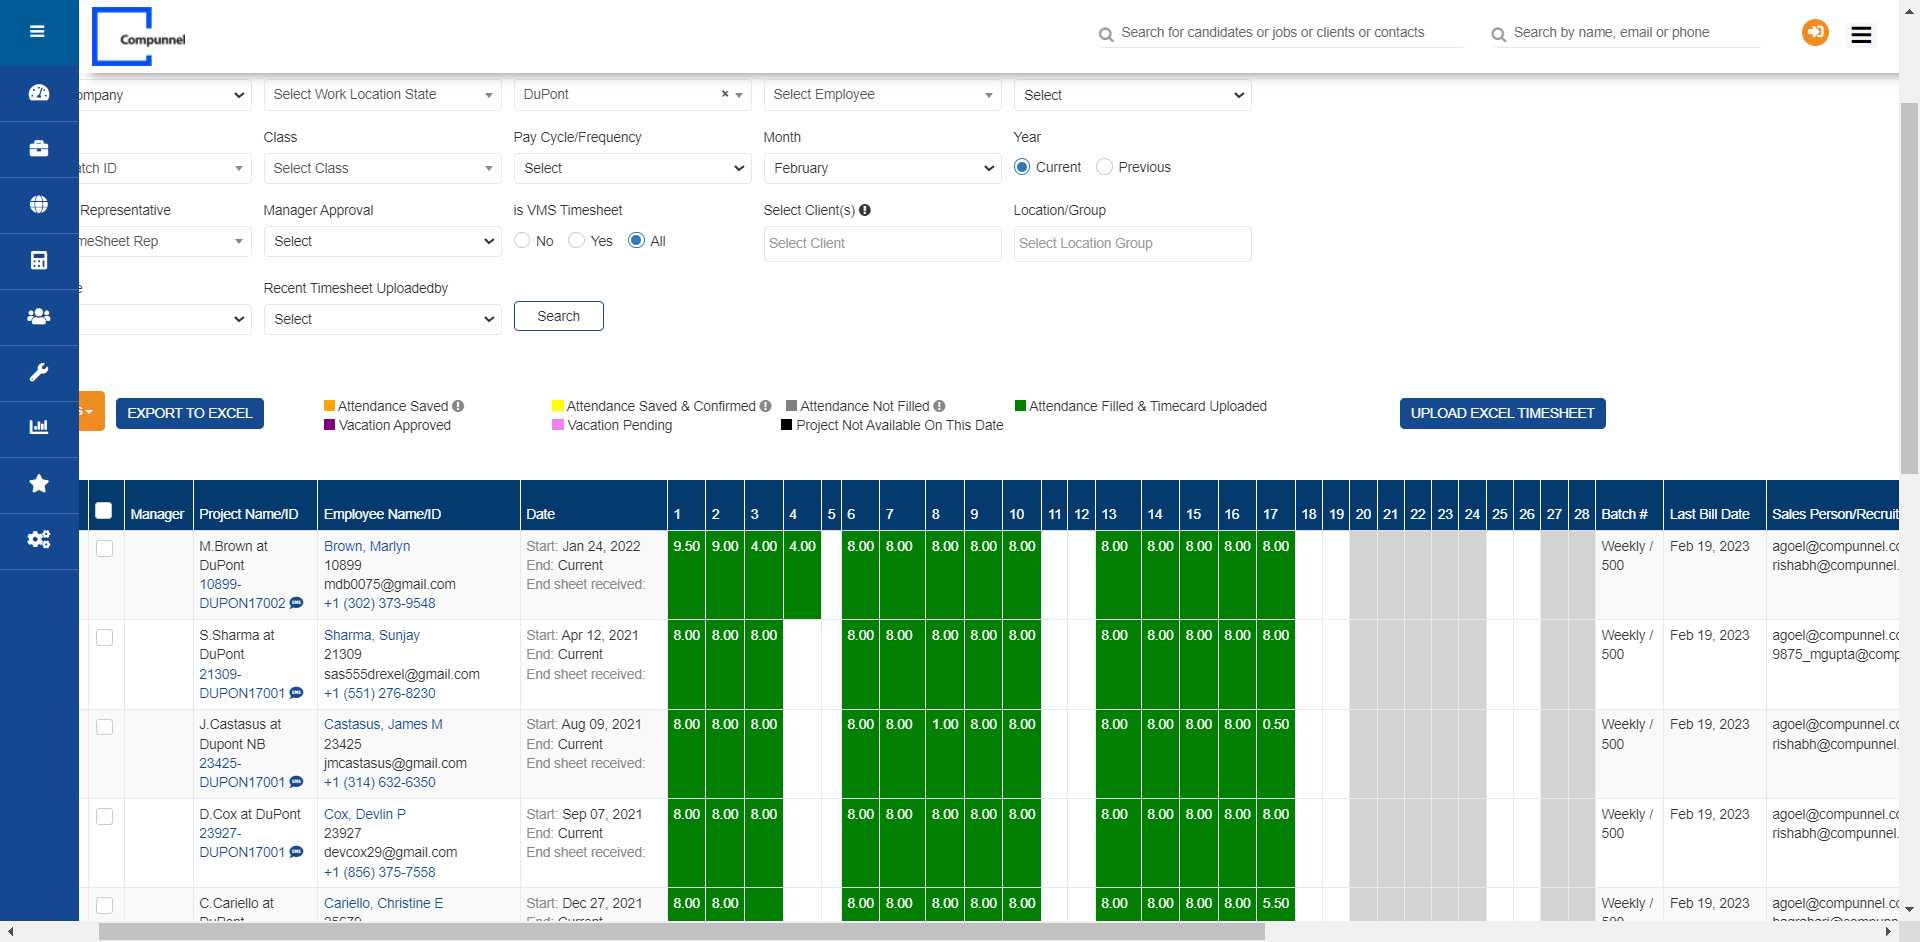 Compunnel
Search for candidates or jobs or clients or contacts
Search by name, email or phone
ompany
Select Work Location State
DuPont
×
Select Employee
Select
Class
Pay Cycle/Frequency
Month
Year
atch ID
Select Class
Select
February
Current
Previous
Representative
Manager Approval
is VMS Timesheet
Select Client(s)
Location/Group
meSheet Rep
Select
No
Yes
All
Select Client
Select Location Group
e
Recent Timesheet Uploadedby
Select
Search
S
EXPORT TO EXCEL
Attendance Saved
Attendance Saved & Confirmed
Attendance Not Filled
Attendance Filled & Timecard Uploaded
Vacation Approved
Vacation Pending
Project Not Available On This Date
UPLOAD EXCEL TIMESHEET
Manager Project Name/ID Employee Name/ID Date 1 2 3 4 5 6 7 8 9 10 11 12 13 14 15 16 17 18 19 20 21 22 23 24 25 26 27 28 Batch # Last Bill Date Sales Person/Recruit
M.Brown at Brown, Marlyn Start: Jan 24, 2022 9.50 9.00 4.00 4.00 8.00 8.00 8.00 8.00 8.00 8.00 8.00 8.00 8.00 8.00 Weekly / Feb 19, 2023 agoel@compunnel.co
DuPont 10899 End: Current 500 rishabh@compunnel.
10899- mdb0075@gmail.com End sheet received:
DUPON17002 +1 (302) 373-9548
S.Sharma at Sharma, Sunjay Start: Apr 12, 2021 8.00 8.00 8.00 8.00 8.00 8.00 8.00 8.00 8.00 8.00 8.00 8.00 8.00 Weekly / Feb 19, 2023 agoel@compunnel.co
DuPont 21309 End: Current 500 9875_mgupta@comp
21309- sas555drexel@gmail.com End sheet received:
DUPON17001 +1 (551) 276-8230
J.Castasus at Castasus, James M Start: Aug 09, 2021 8.00 8.00 8.00 8.00 8.00 1.00 8.00 8.00 8.00 8.00 8.00 8.00 0.50 Weekly / Feb 19, 2023 agoel@compunnel.co
Dupont NB 23425 End: Current 500 rishabh@compunnel.
23425- jmcastasus@gmail.com End sheet received:
DUPON17001 +1 (314) 632-6350
D.Cox at DuPont Cox, Devlin P Start: Sep 07, 2021 8.00 8.00 8.00 8.00 8.00 8.00 8.00 8.00 8.00 8.00 8.00 8.00 8.00 Weekly / Feb 19, 2023 agoel@compunnel.co
23927- 23927 End: Current 500 rishabh@compunnel.
DUPON17001 devcox29@gmail.com End sheet received:
+1 (856) 375-7558
C.Cariello at Cariello, Christine E Start: Dec 27, 2021 8.00 8.00 8.00 8.00 8.00 8.00 8.00 8.00 8.00 8.00 8.00 5.50 Weekly / Feb 19, 2023 agoel@compunnel.co
DuPont End: Current 500